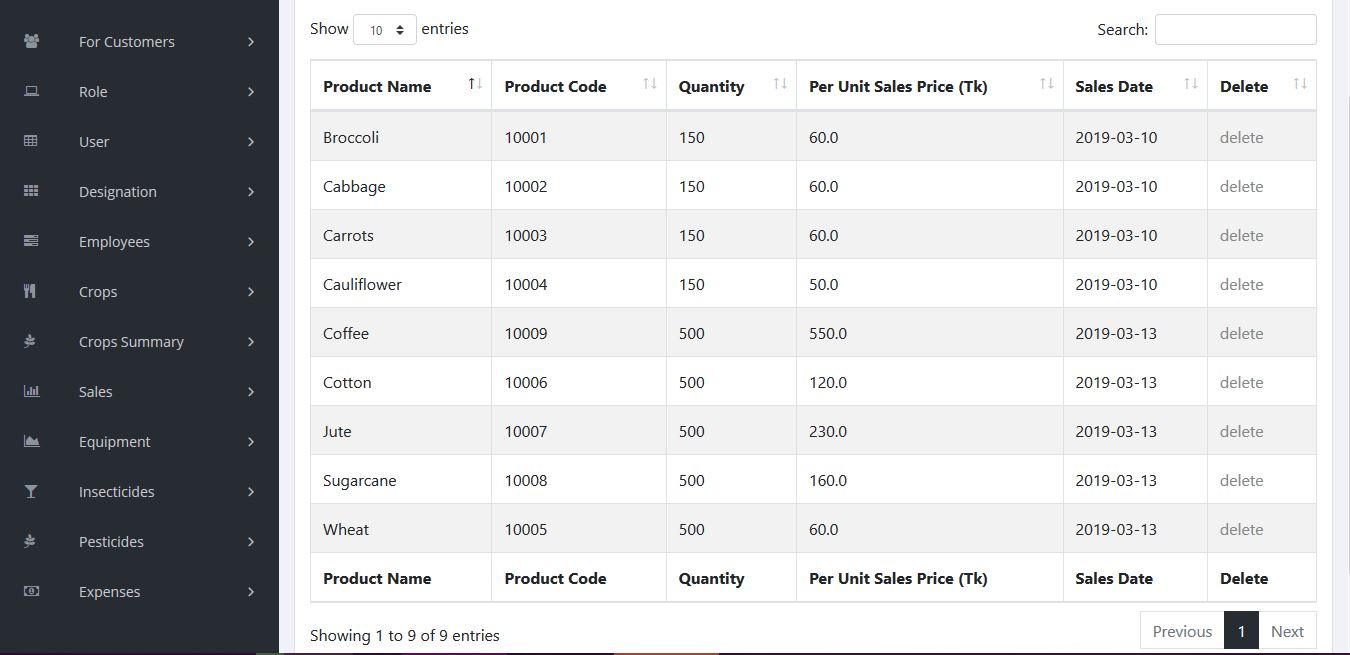 For Customers
Role
User
Designation
Employees
Crops
Crops Summary
Sales
Equipment
Insecticides
Pesticides
Expenses
Show 10 entries
Search:
Product Name Product Code Quantity Per Unit Sales Price (Tk) Sales Date Delete
Broccoli 10001 150 60.0 2019-03-10 delete
Cabbage 10002 150 60.0 2019-03-10 delete
Carrots 10003 150 60.0 2019-03-10 delete
Cauliflower 10004 150 50.0 2019-03-10 delete
Coffee 10009 500 550.0 2019-03-13 delete
Cotton 10006 500 120.0 2019-03-13 delete
Jute 10007 500 230.0 2019-03-13 delete
Sugarcane 10008 500 160.0 2019-03-13 delete
Wheat 10005 500 60.0 2019-03-13 delete
Product Name Product Code Quantity Per Unit Sales Price (Tk) Sales Date Delete
Showing 1 to 9 of 9 entries
Previous 1 Next